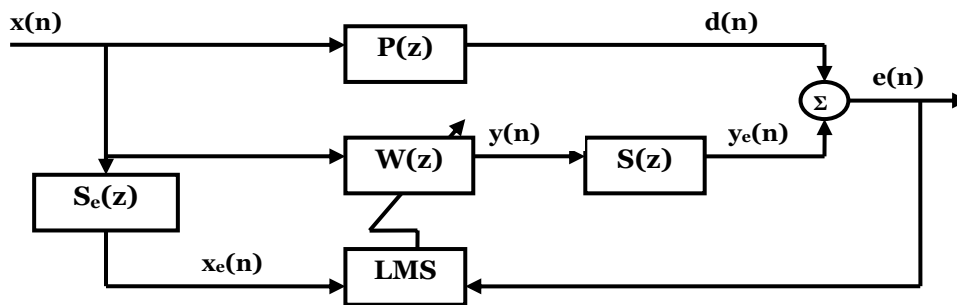 x(n)
P(z)
d(n)
Σ
e(n)
W(z)
y(n)
S(z)
yₑ(n)
Sₑ(z)
xₑ(n)
LMS